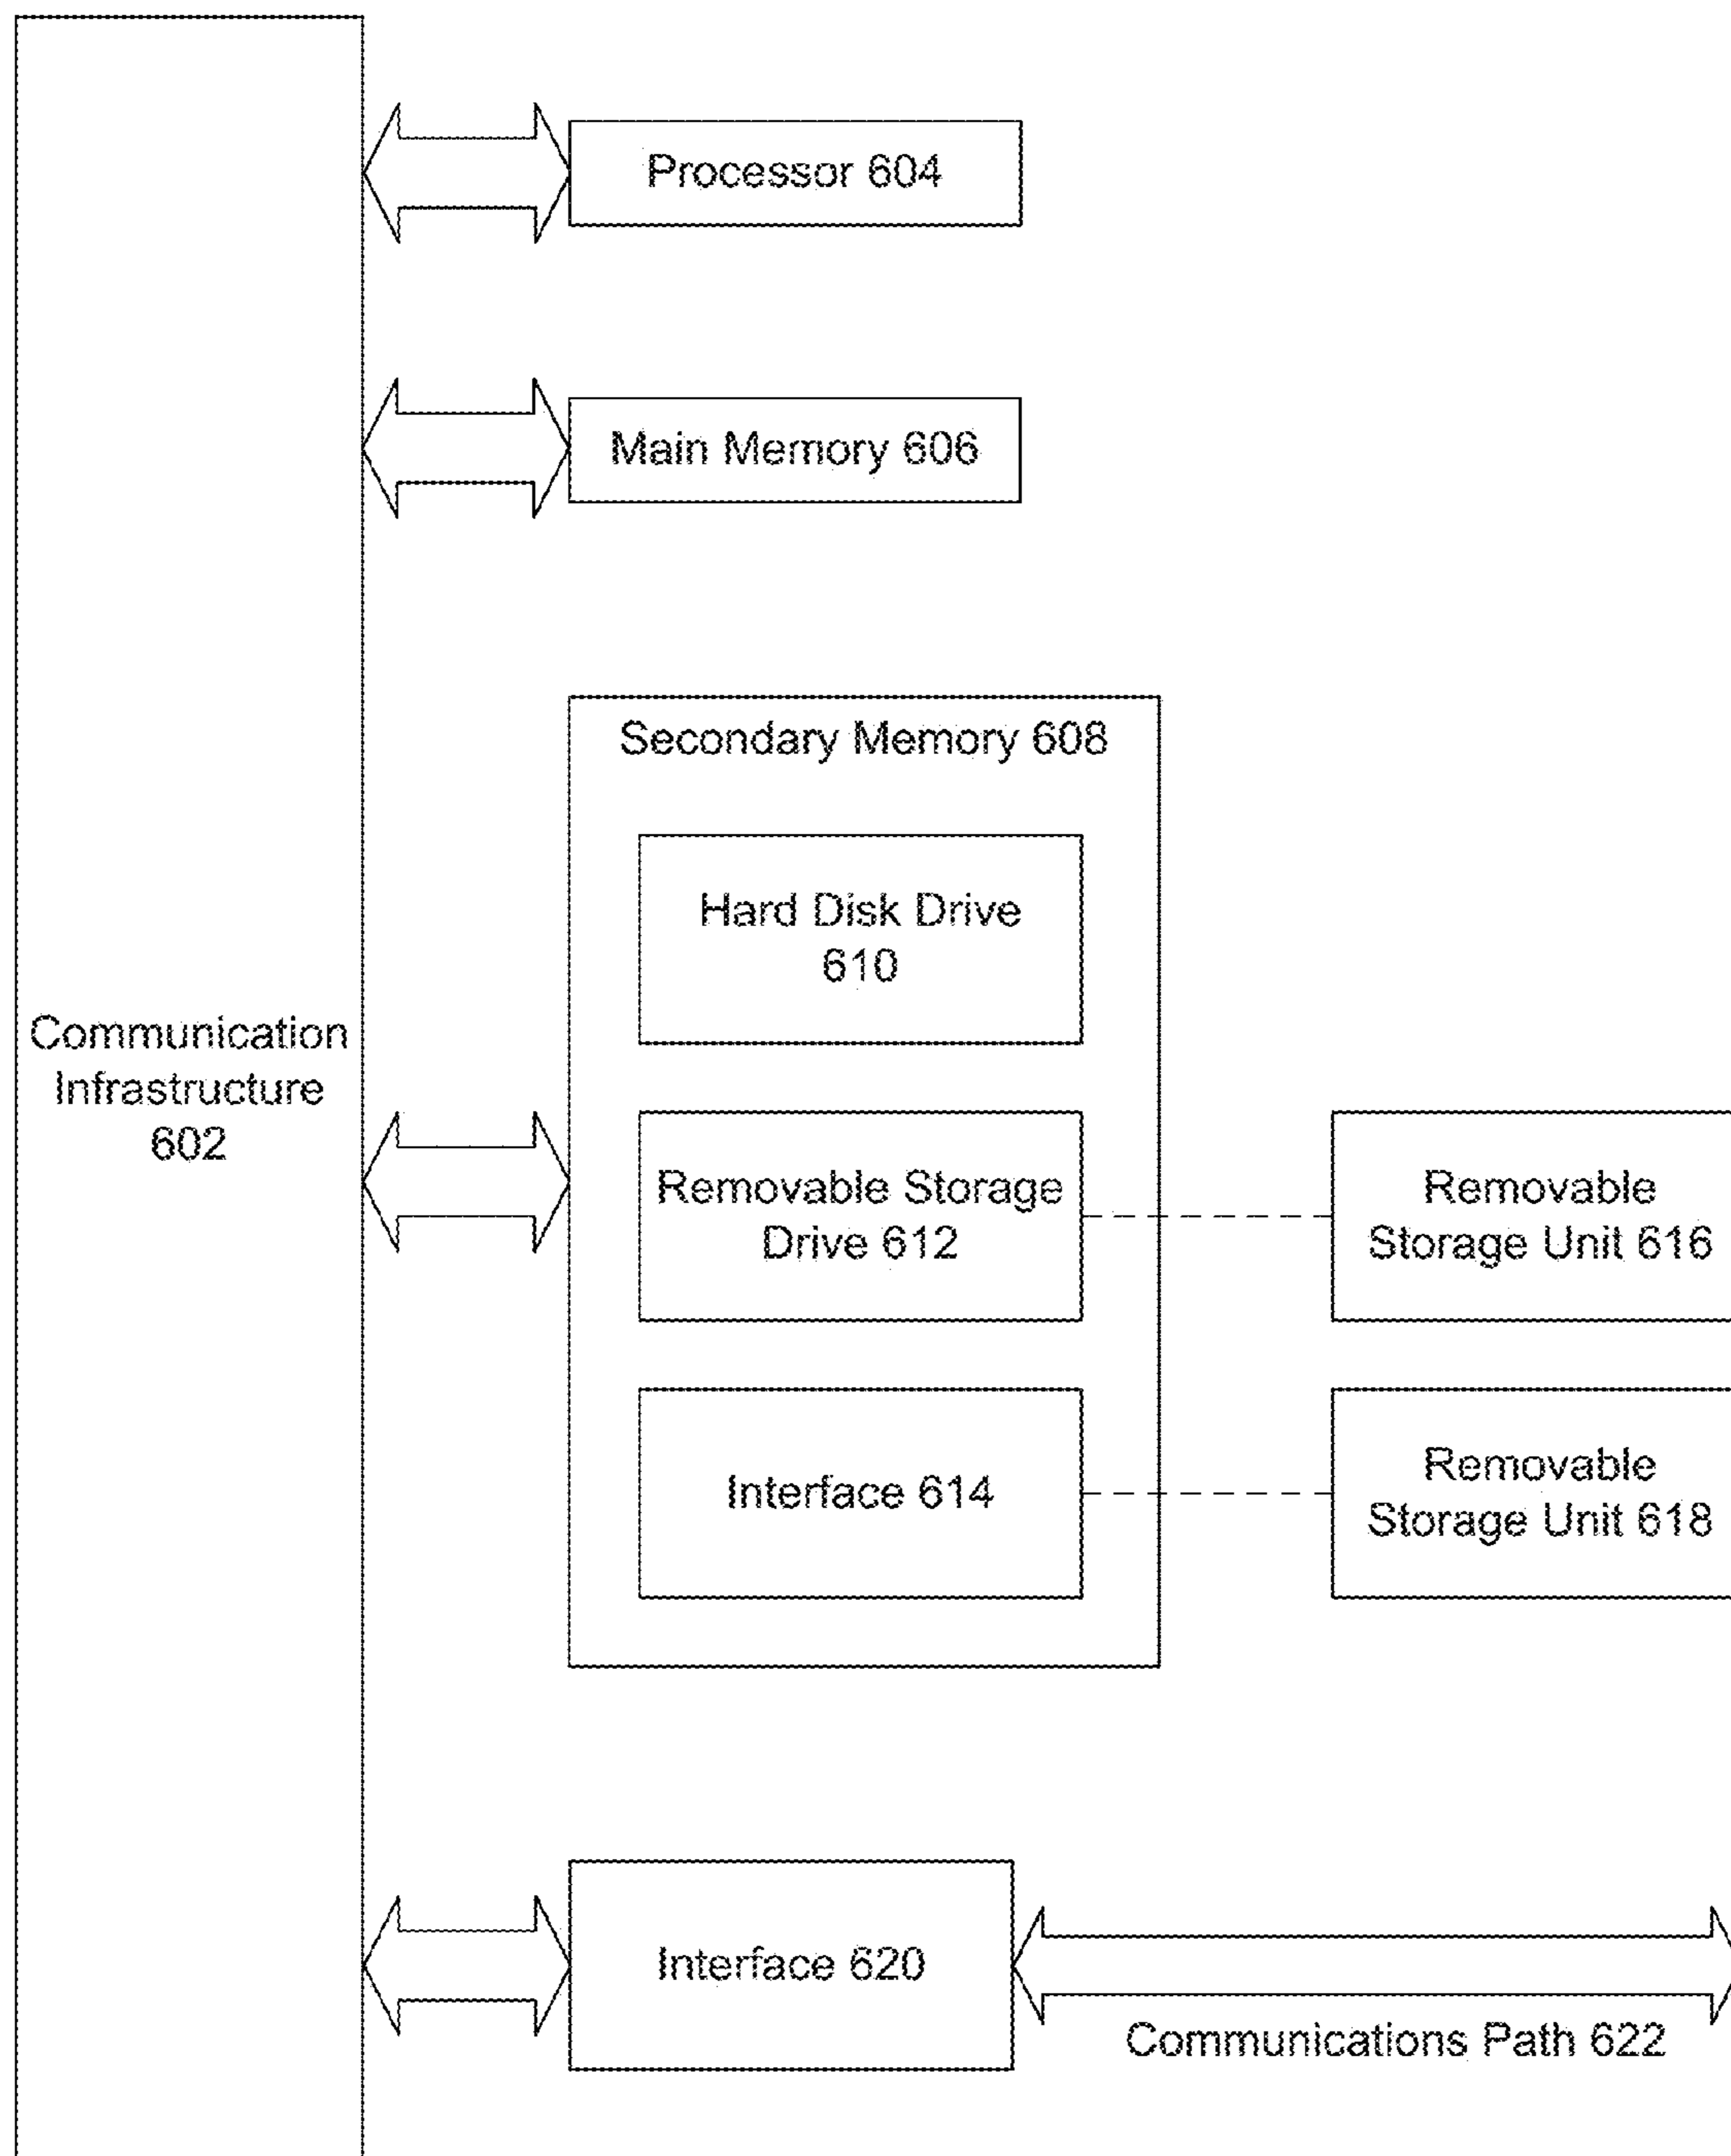 Processor 604
Main Memory 606
Secondary Memory 608
Hard Disk Drive
610
Communication
Infrastructure
602
Removable Storage
Drive 612
Removable
Storage Unit 616
Interface 614
Removable
Storage Unit 618
Interface 620
Communications Path 622